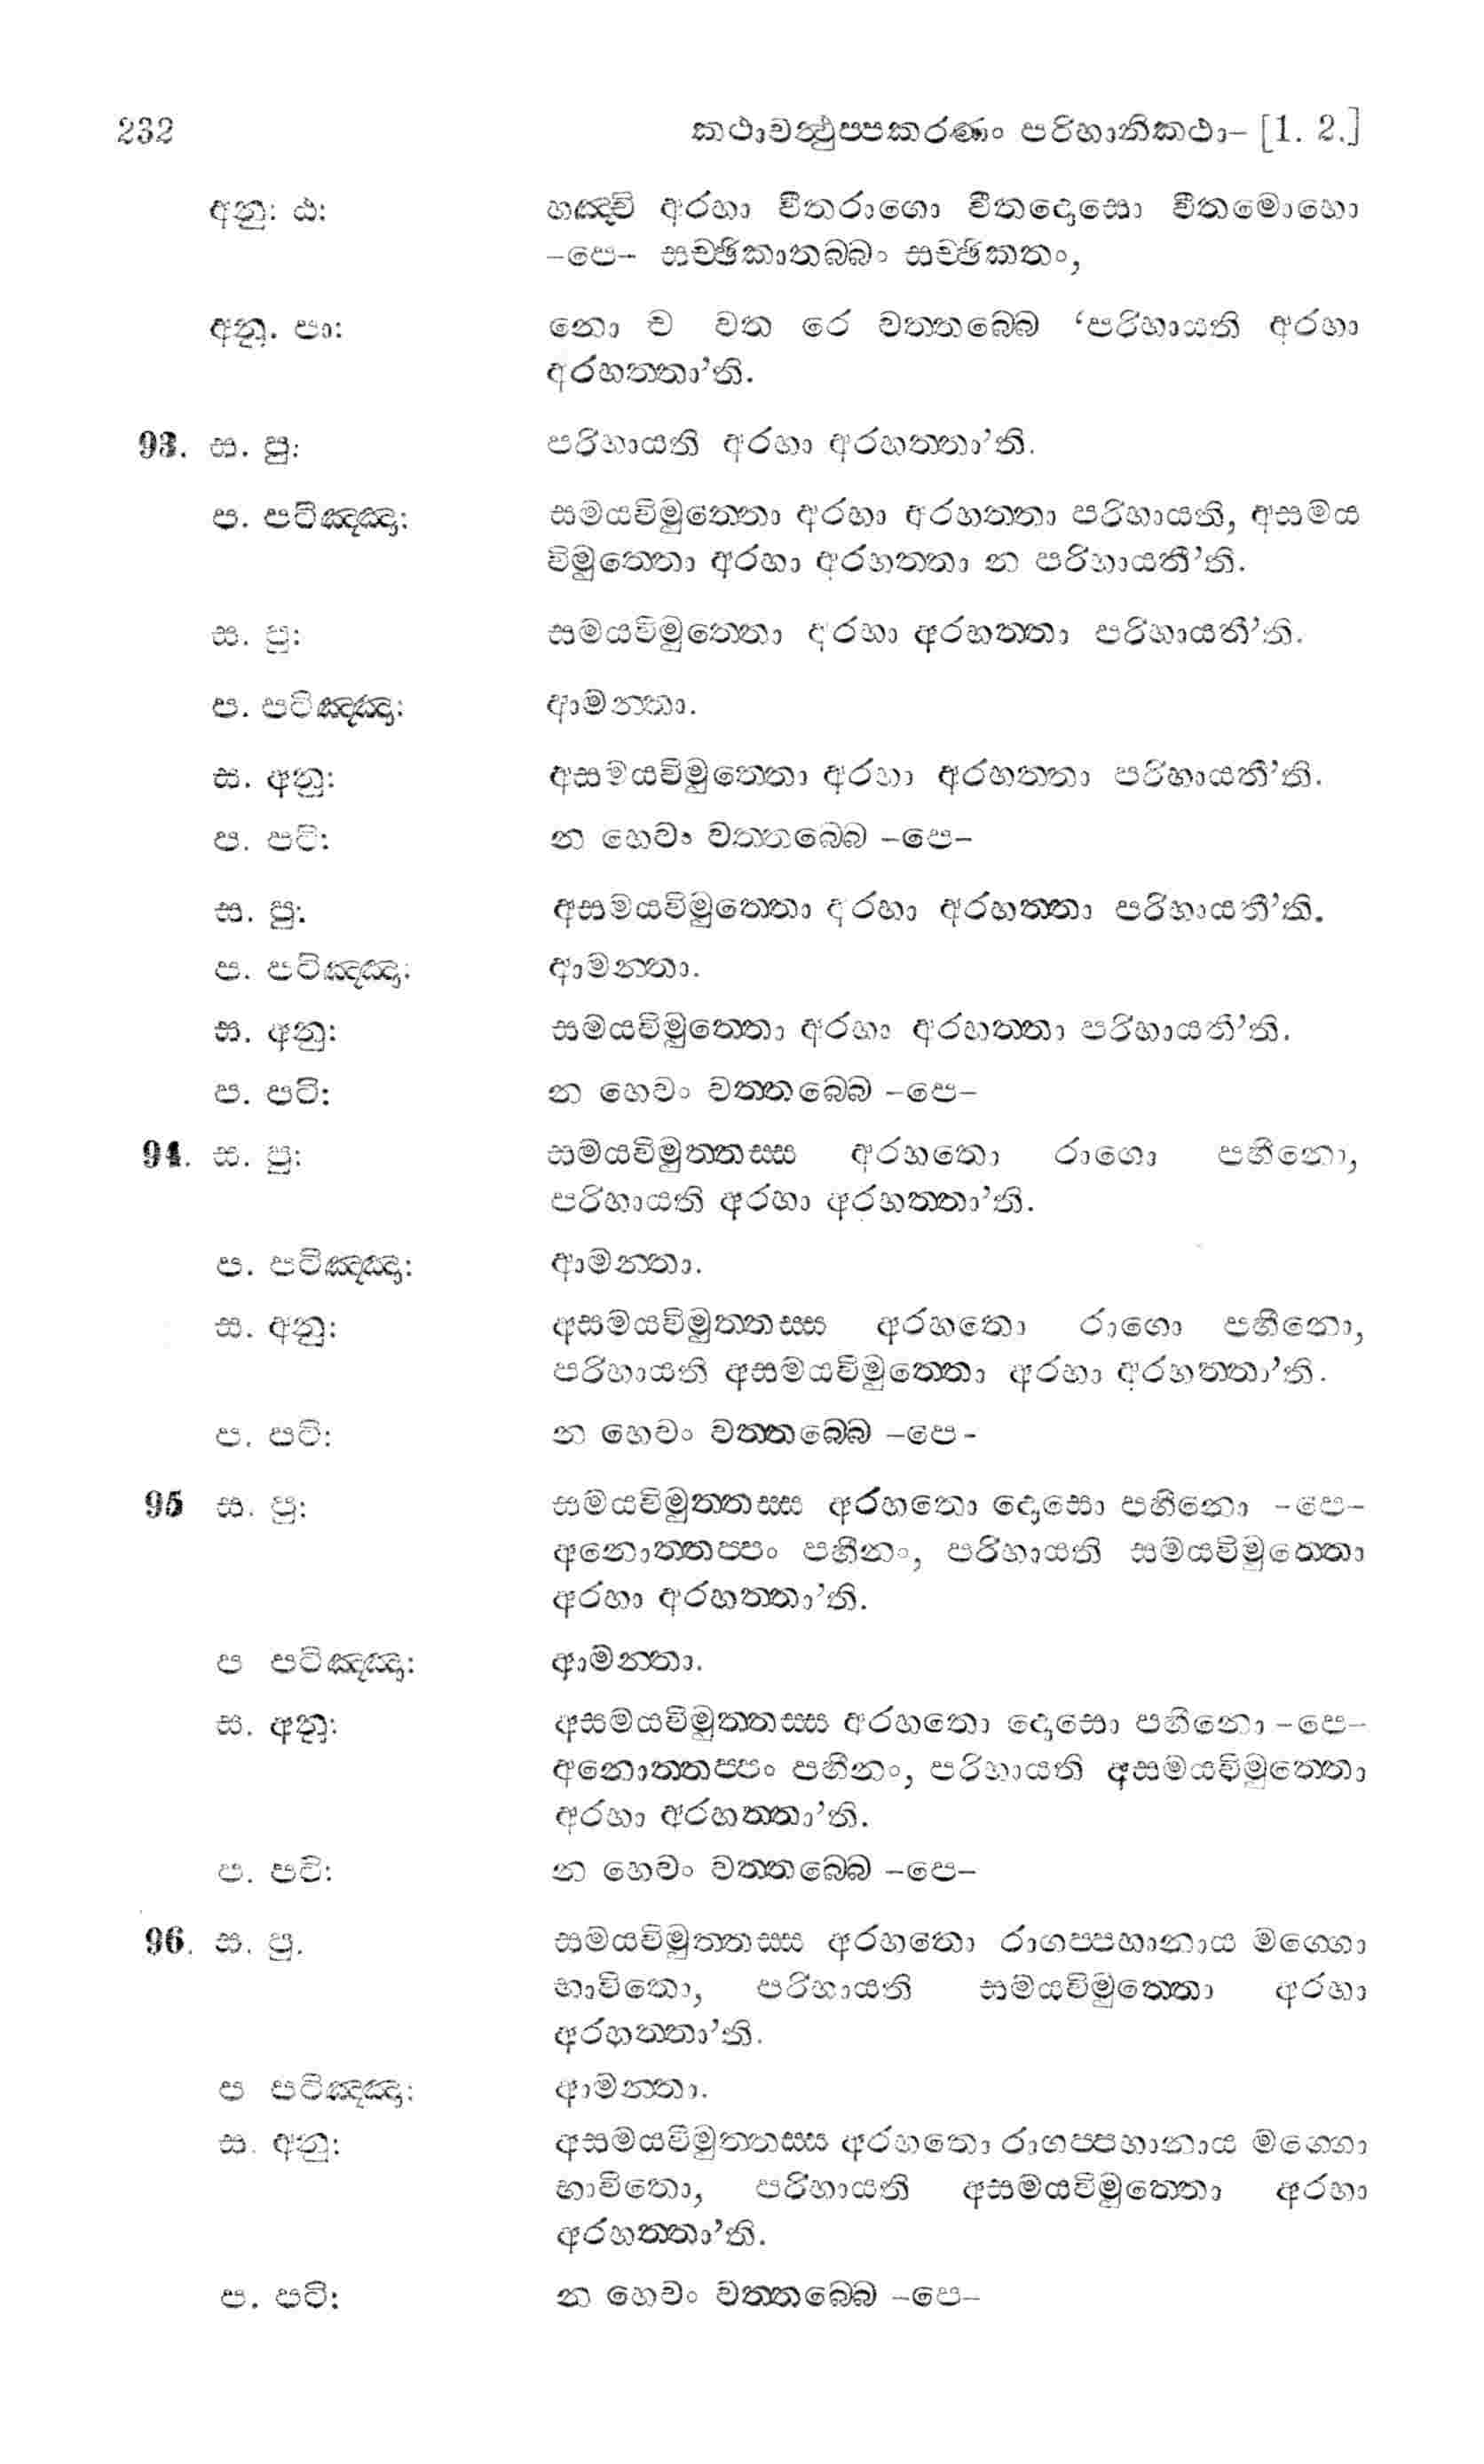 232 කථාවත්ථුප්පකරණං පරිහානිකථා– [1. 2.]
අනු: ඨ: හඤ්චි අරහා වීතරාගො වීතදොසො වීතමොහො
–පෙ– සච්ඡිකාතබ්බං සච්ඡිකතං,
අනු. පා: නො ච වත රෙ වත්තබ්බෙ ‘පරිහායති අරහා
අරහත්තා’ති.
93. ස. පු: පරිහායති අරහා අරහත්තා’ති.
ප. පටිඤ්ඤා: සමයවිමුත්තො අරහා අරහත්තා පරිහායති, අසමය
විමුත්තො අරහා අරහත්තා න පරිහායතී’ති.
ස. පු: සමයවිමුත්තො අරහා අරහත්තා පරිහායතී’ති.
ප. පටිඤ්ඤා: ආමන්තා.
ස. අනු: අසමයවිමුත්තො අරහා අරහත්තා පරිහායතී’ති.
ප. පටි: න හෙවං වත්තබ්බෙ –පෙ–
ස. පු: අසමයවිමුත්තො අරහා අරහත්තා පරිහායතී’ති.
ප. පටිඤ්ඤා: ආමන්තා.
ස. අනු: සමයවිමුත්තො අරහා අරහත්තා පරිහායතී’ති.
ප. පටි: න හෙවං වත්තබ්බෙ –පෙ–
94. ස. පු: සමයවිමුත්තස්ස අරහතො රාගො පහීනො,
පරිහායති අරහා අරහත්තා’ති.
ප. පටිඤ්ඤා: ආමන්තා.
ස. අනු: අසමයවිමුත්තස්ස අරහතො රාගො පහීනො,
පරිහායති අසමයවිමුත්තො අරහා අරහත්තා’ති.
ප. පටි: න හෙවං වත්තබ්බෙ –පෙ-
95 ස. පු: සමයවිමුත්තස්ස අරහතො දොසො පහීනො –පෙ–
අනොත්තප්පං පහීනං, පරිහායති සමයවිමුත්තො
අරහා අරහත්තා’ති.
ප පටිඤ්ඤා: ආමන්තා.
ස. අනු: අසමයවිමුත්තස්ස අරහතො දොසො පහීනො –පෙ–
අනොත්තප්පං පහීනං, පරිහායති අසමයවිමුත්තො
අරහා අරහත්තා’ති.
ප. පටි: න හෙවං වත්තබ්බෙ –පෙ–
96. ස. පු. සමයවිමුත්තස්ස අරහතො රාගප්පහානාය මග්ගො
භාවිතො, පරිහායති සමයවිමුත්තො අරහා
අරහත්තා’ති.
ප පටිඤ්ඤා: ආමන්තා.
ස. අනු: අසමයවිමුත්තස්ස අරහතො රාගප්පහානාය මග්ගො
භාවිතො, පරිහායති අසමයවිමුත්තො අරහා
අරහත්තා’ති.
ප. පටි: න හෙවං වත්තබ්බෙ –පෙ–